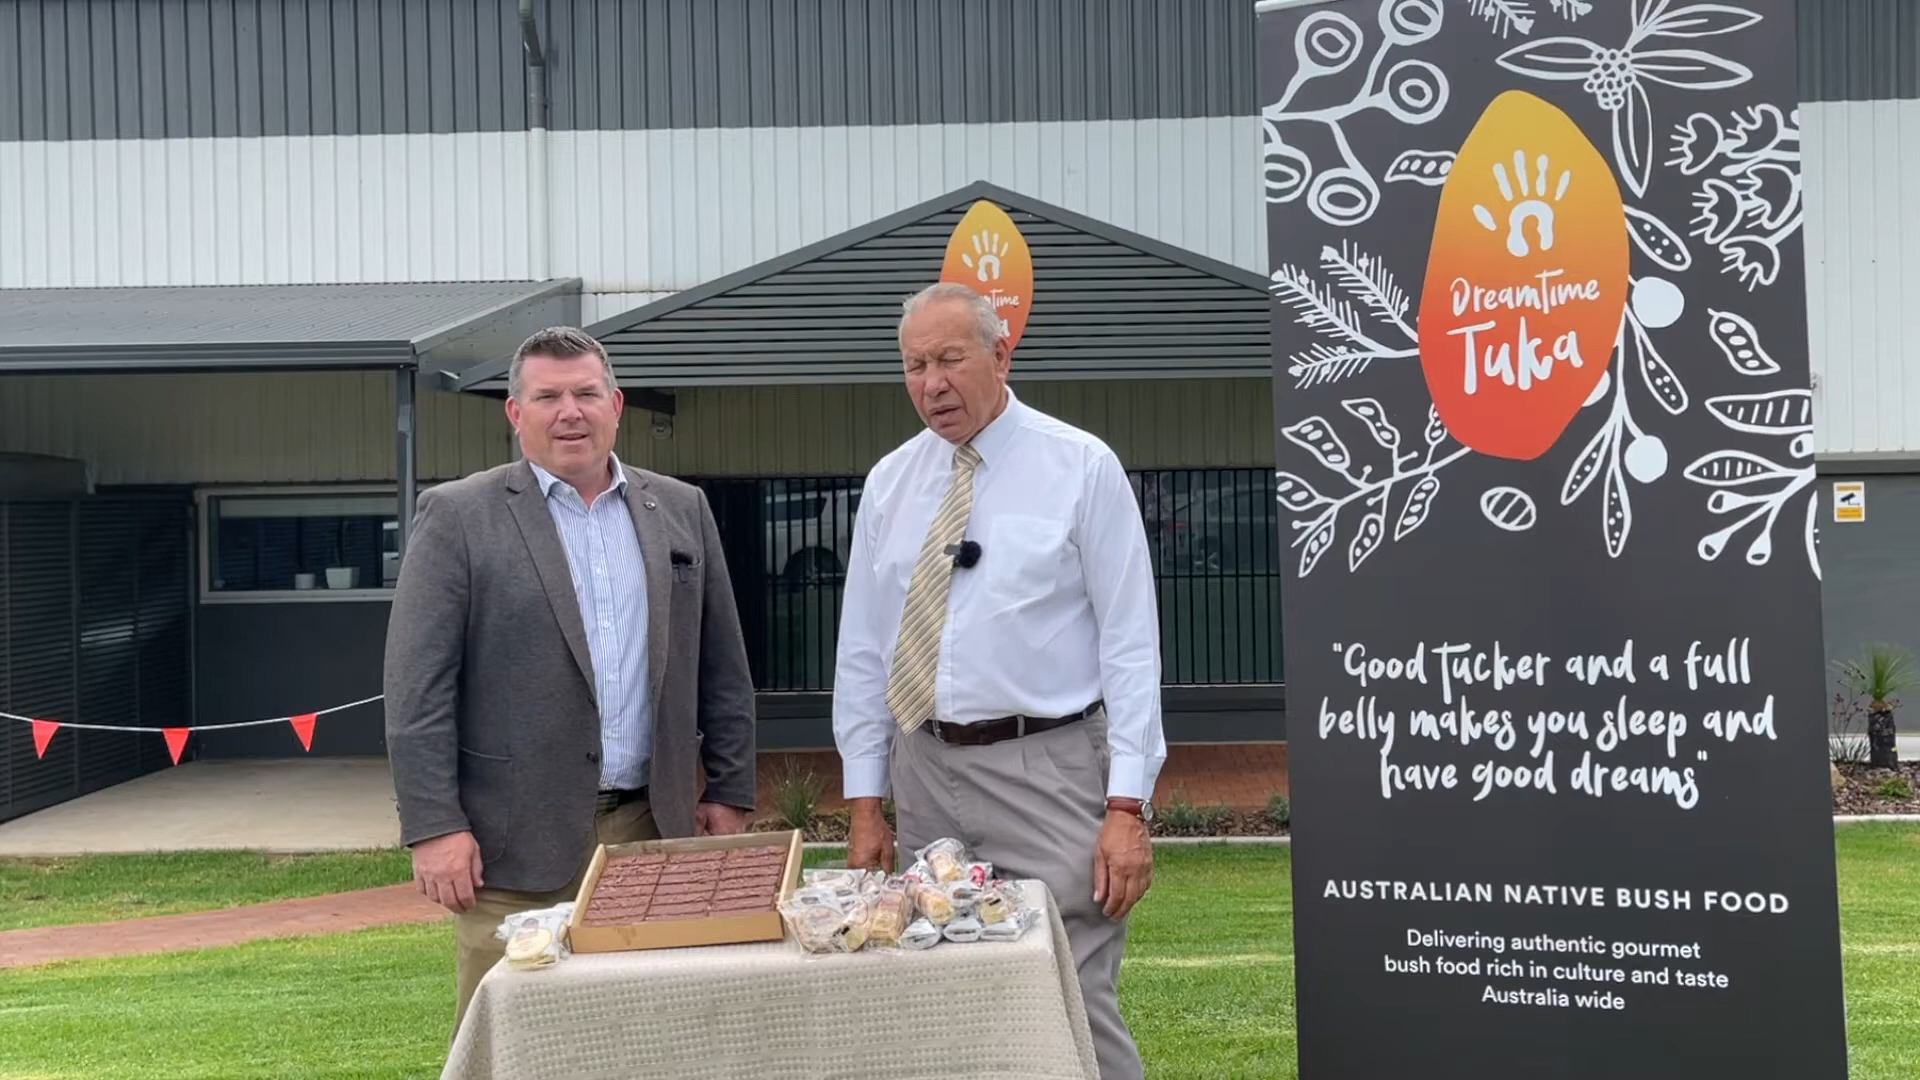 Dreamtime
Tuka
"Good Tucker and a full
belly makes you sleep and
have good dreams"
AUSTRALIAN NATIVE BUSH FOOD
Delivering authentic gourmet
bush food rich in culture and taste
Australia wide